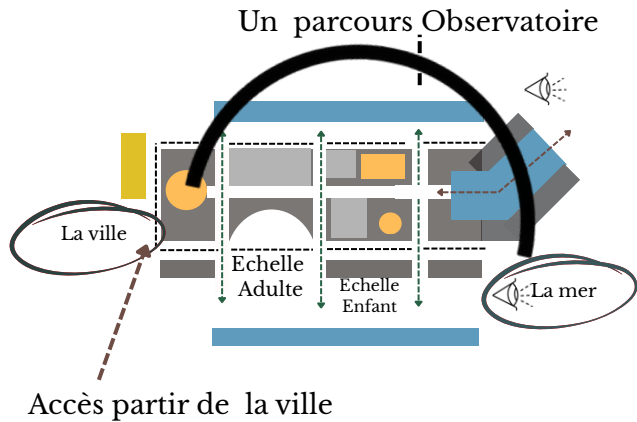 Un parcours Observatoire
La ville
Echelle
Adulte
Echelle
Enfant
La mer
Accès partir de la ville